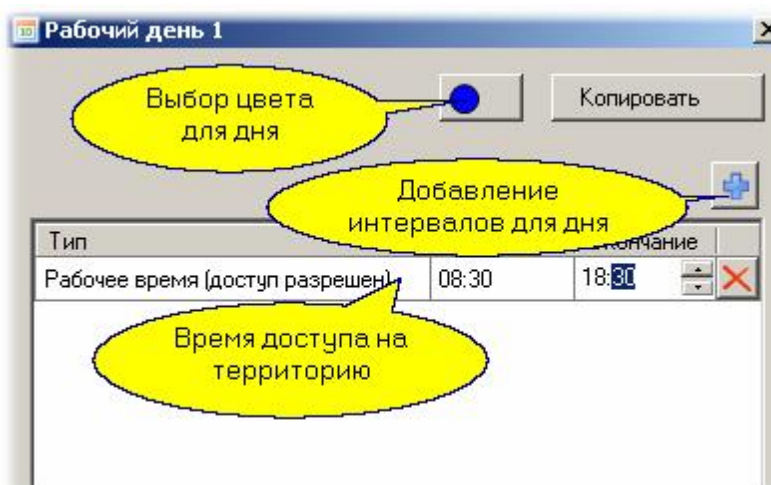 Рабочий день 1
Выбор цвета
для дня
Копировать
Добавление
интервалов для дня
Тип
Рабочее время (доступ разрешен)
08:30
18:30
Время доступа на
территорию